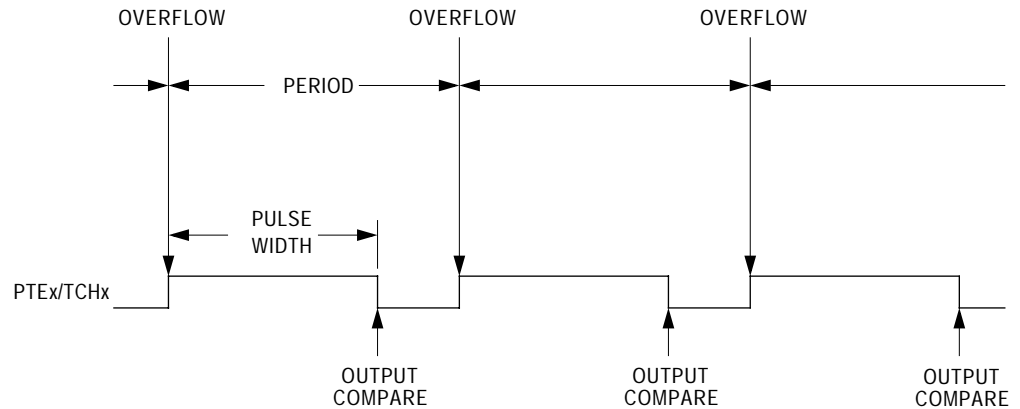 OVERFLOW
OVERFLOW
OVERFLOW
PERIOD
PULSE
WIDTH
PTEx/TCHx
OUTPUT
COMPARE
OUTPUT
COMPARE
OUTPUT
COMPARE